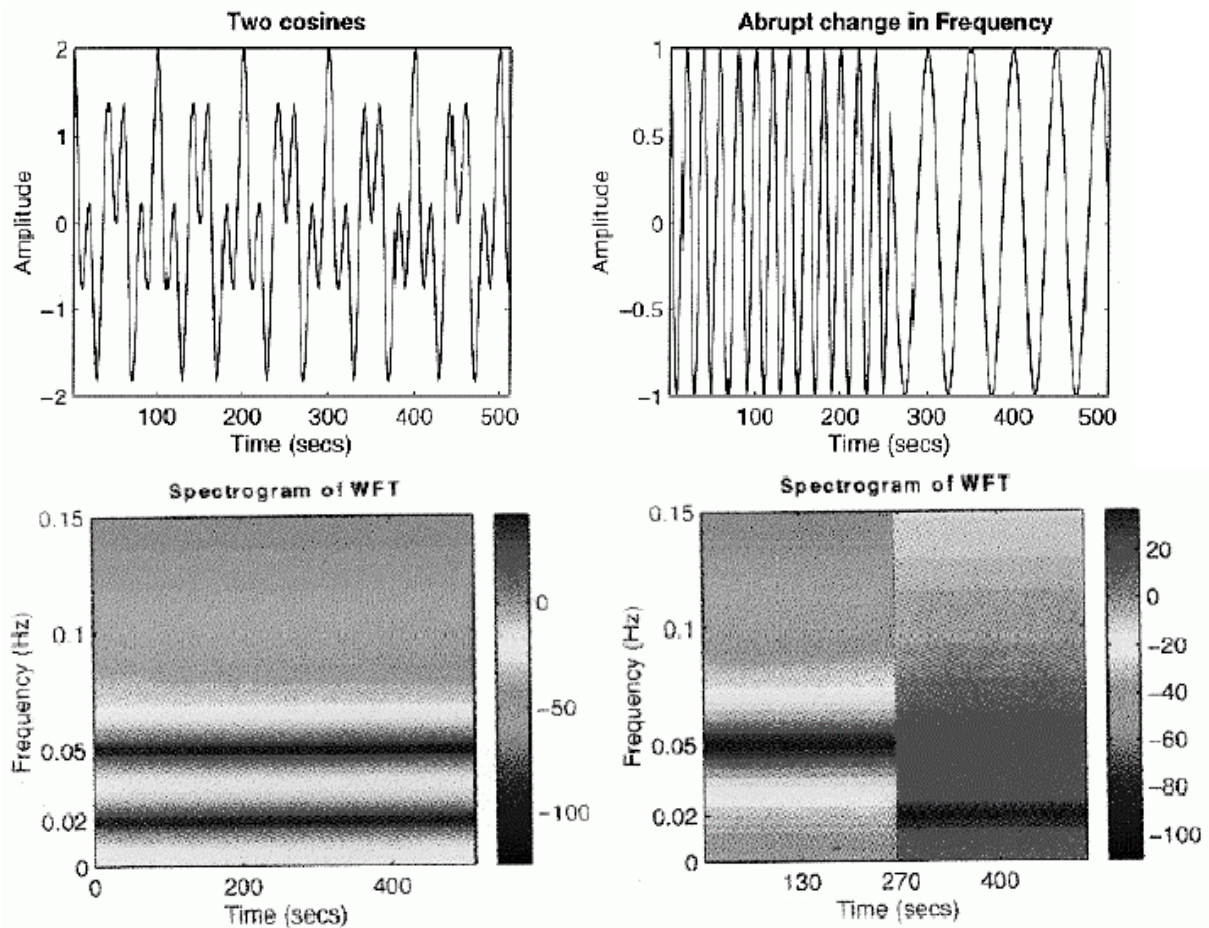 Two cosines
2
1
0
−1
−2
Amplitude
100 200 300 400 500
Time (secs)
Abrupt change in Frequency
1
0.5
0
−0.5
−1
Amplitude
100 200 300 400 500
Time (secs)
Spectrogram of WFT
0.15
0.1
0.05
0.02
0
Frequency (Hz)
0 200 400
Time (secs)
0
−50
−100
Spectrogram of WFT
0.15
0.1
0.05
0.02
0
Frequency (Hz)
130 270 400
Time (secs)
20
0
−20
−40
−60
−80
−100